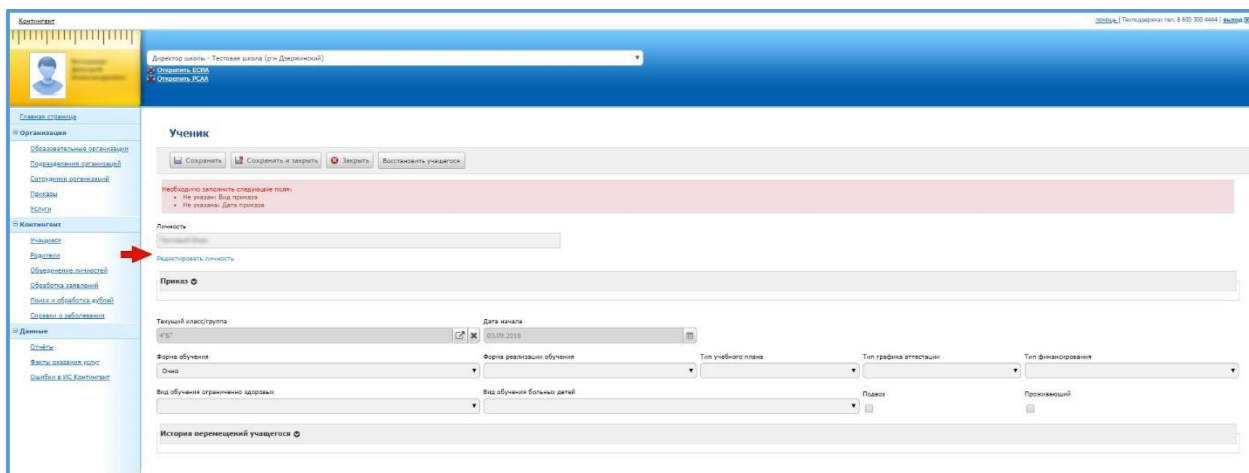 Контингент
помощь | Техподдержка: тел. 8 800 300 4444 | выход
Директор школы - Тестовая школа (р-н Дзержинский)
Открепить ЕСИА
Открепить РСАА
Главная страница
Организации
Образовательные организации
Подразделения организаций
Сотрудники организаций
Приказы
Услуги
Контингент
Учащиеся
Родители
Объединение личностей
Обработка заявлений
Поиск и обработка дублей
Справки о заболевании
Данные
Отчёты
Факты оказания услуг
Ошибки в ИС Контингент
Ученик
Сохранить Сохранить и закрыть Закрыть Восстановить учащегося
Необходимо заполнить следующие поля:
Не указан: Вид приказа
Не указана: Дата приказа
Личность
Редактировать личность
Приказ
Текущий класс/группа Дата начала
4"Б" 03.09.2018
Форма обучения Форма реализации обучения Тип учебного плана Тип графика аттестации Тип финансирования
Очно
Вид обучения ограниченно здоровых Вид обучения больных детей Подвоз Проживающий
История перемещений учащегося